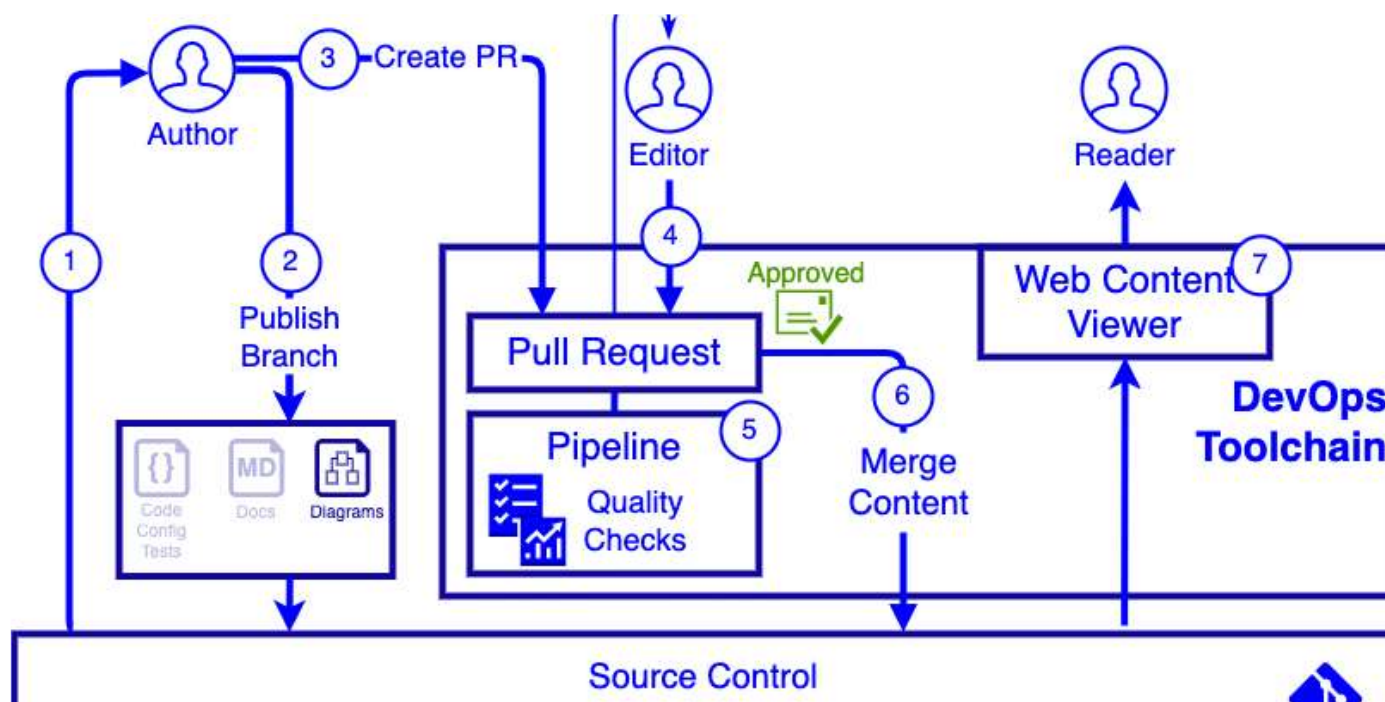 3
Create PR
Author
Editor
Reader
1
2
4
7
Publish
Branch
Approved
Web Content
Viewer
Pull Request
6
DevOps
Toolchain
5
Pipeline
Quality
Checks
Merge
Content
{}
MD
Code
Config
Tests
Docs
Diagrams
Source Control